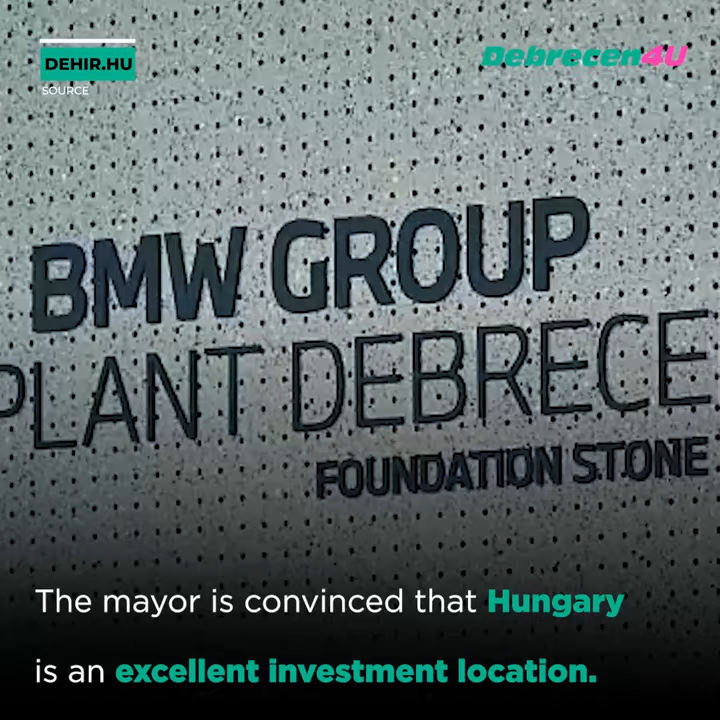 DEHIR.HU
SOURCE
Debrecen4U
BMW GROUP
PLANT DEBRECE
FOUNDATION STONE
The mayor is convinced that Hungary
is an excellent investment location.